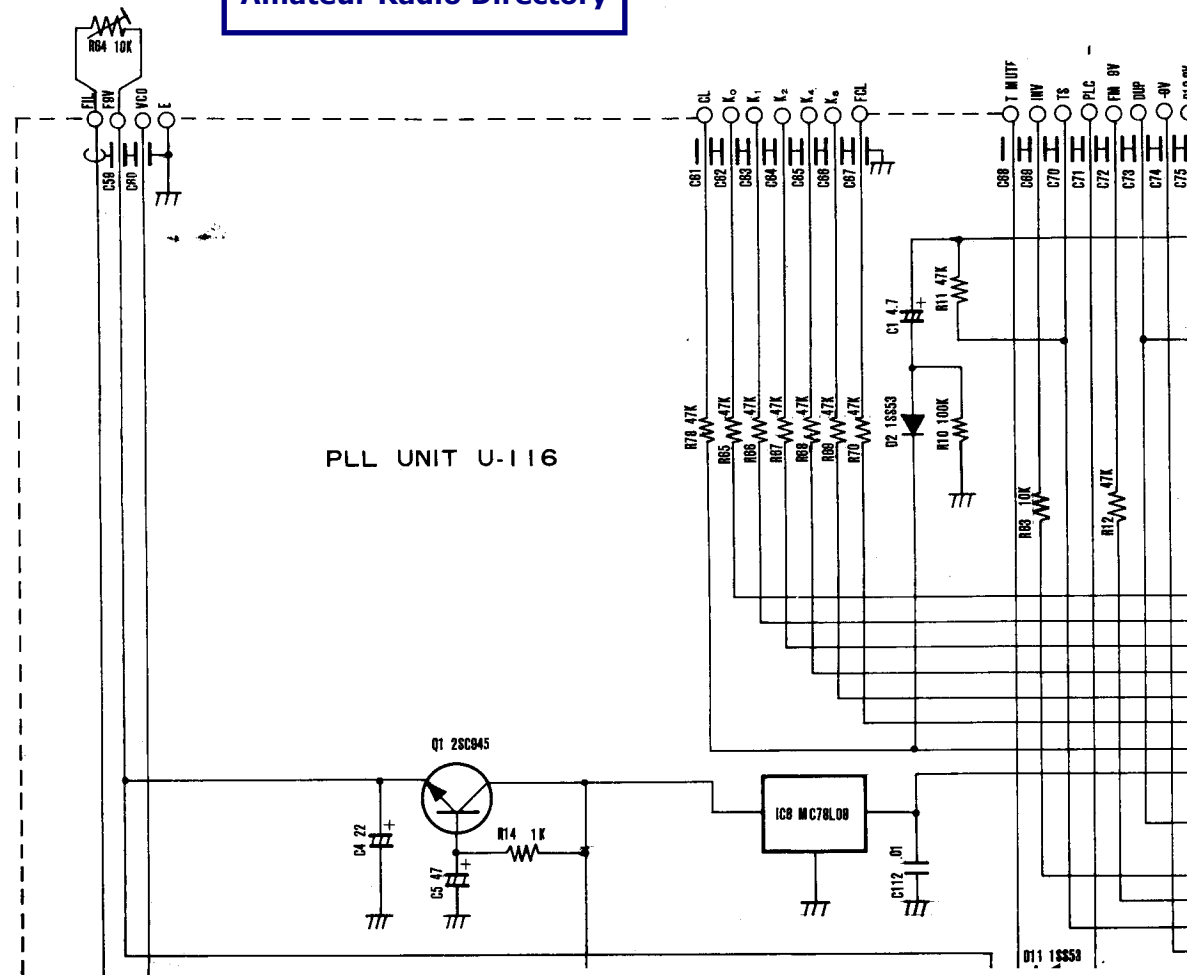 Amateur Radio Directory
R64 10K
FIL F9V VCO E
C59 C60
CL K0 K1 K2 K4 K8 FCL
C61 C62 C63 C64 C65 C66 C67
T MUTE INV TS PLC FM 9V DUP -9V
C68 C69 C70 C71 C72 C73 C74 C75
C1 4.7 +
R11 47K
D2 1SS53
R10 100K
R78 47K
R65 47K
R66 47K
R67 47K
R68 47K
R69 47K
R70 47K
R83 10K
R12 47K
PLL UNIT U-116
Q1 2SC945
C4 22 +
R14 1K
C5 47 +
IC8 MC78L08
C112 .01
D11 1SS53